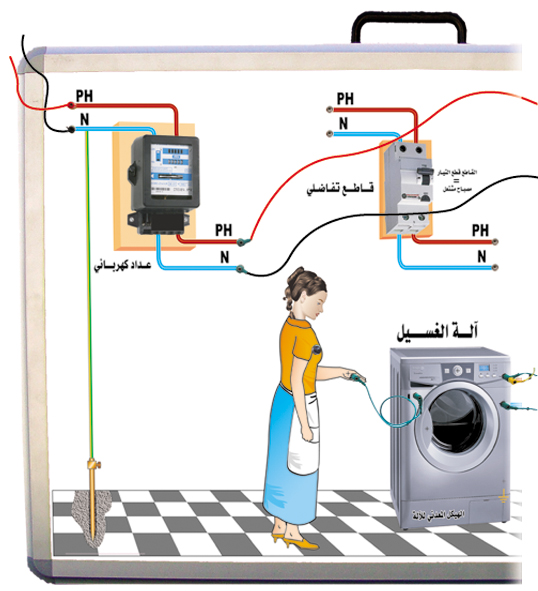 PH
N
PH
N
قاطع تفاضلي
القاطع قطع التيار
=
مصباح مشتعل
PH
N
PH
N
عداد كهربائي
آلة الغسيل
الهيكل المعدني للآلة